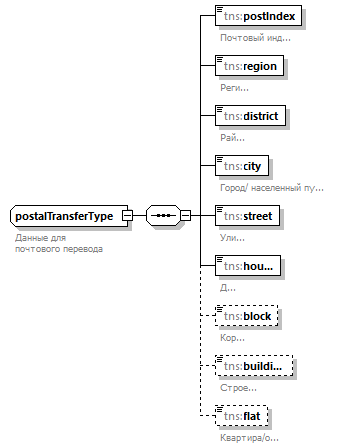 tns:postIndex
Почтовый инд...
tns:region
Реги...
tns:district
Рай...
tns:city
Город/ населенный пу...
postalTransferType
Данные для
почтового перевода
tns:street
Ули...
tns:hou...
Д...
tns:block
Кор...
tns:buildi...
Строе...
tns:flat
Квартира/о...